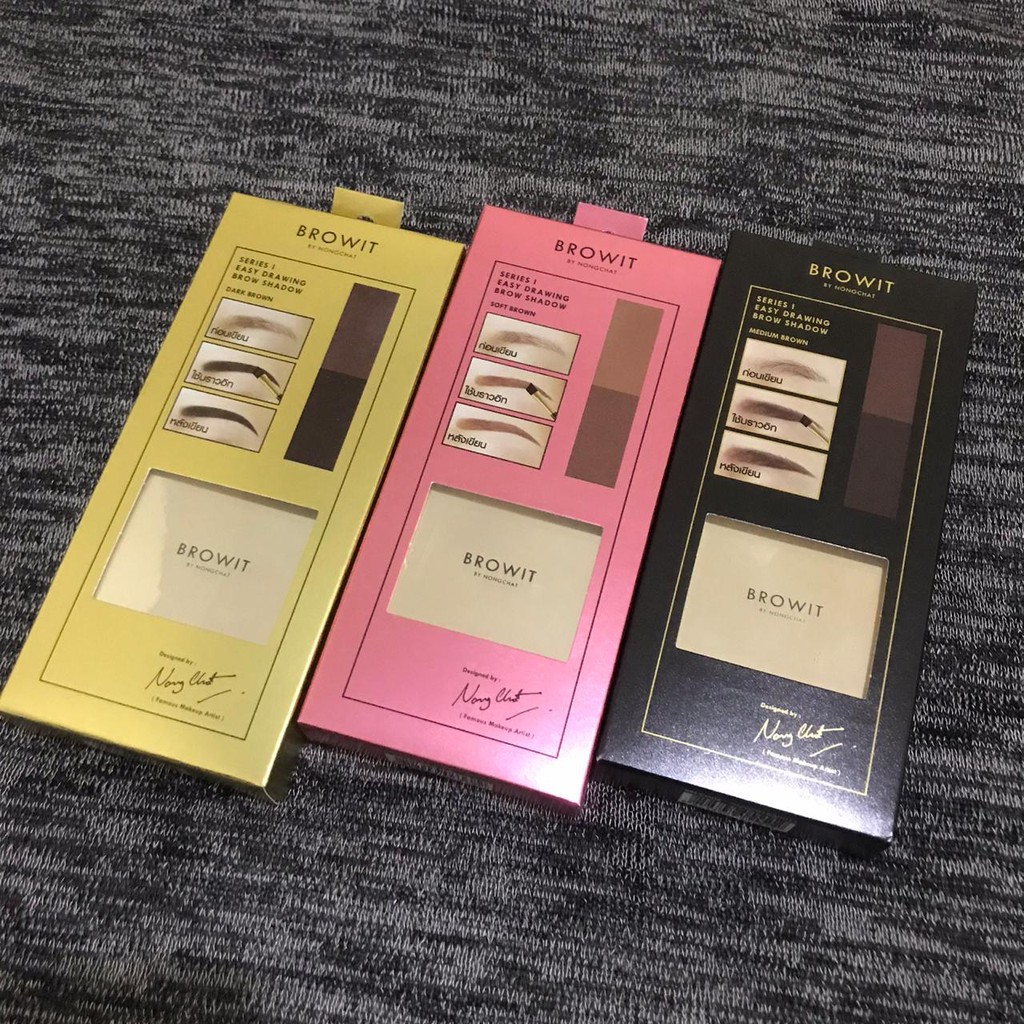 BROWIT
BY NONGCHAT
SERIES I
EASY DRAWING
BROW SHADOW
DARK BROWN
ก่อนเขียน
ใช้บราวอิท
หลังเขียน
BROWIT
BY NONGCHAT
Designed by :
Nong Chat
( Famous Makeup Artist )
BROWIT
BY NONGCHAT
SERIES I
EASY DRAWING
BROW SHADOW
SOFT BROWN
ก่อนเขียน
ใช้บราวอิท
หลังเขียน
BROWIT
BY NONGCHAT
Designed by :
Nong Chat
( Famous Makeup Artist )
BROWIT
BY NONGCHAT
SERIES I
EASY DRAWING
BROW SHADOW
MEDIUM BROWN
ก่อนเขียน
ใช้บราวอิท
หลังเขียน
BROWIT
BY NONGCHAT
Designed by :
Nong Chat
( Famous Makeup Artist )